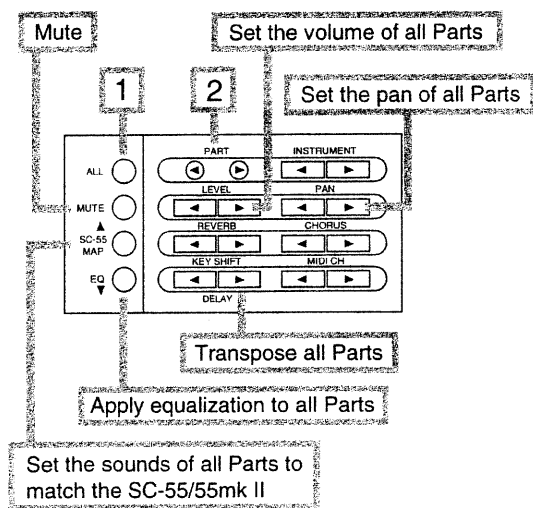 Mute
Set the volume of all Parts
1
2
Set the pan of all Parts
PART
INSTRUMENT
ALL
LEVEL
PAN
MUTE
REVERB
CHORUS
SC-55
MAP
KEY SHIFT
MIDI CH
EQ
DELAY
Transpose all Parts
Apply equalization to all Parts
Set the sounds of all Parts to
match the SC-55/55mk II